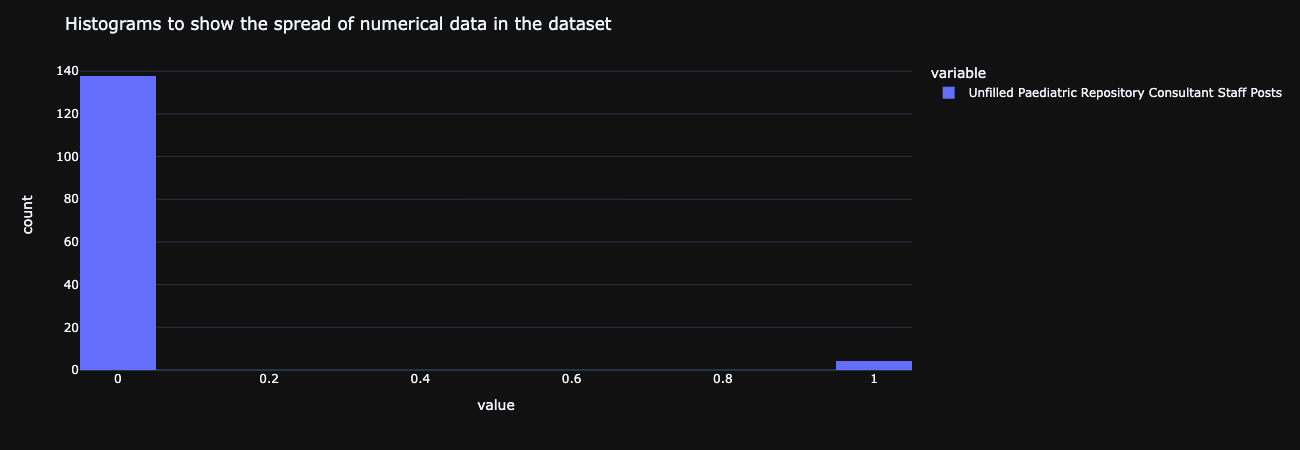 Histograms to show the spread of numerical data in the dataset
140
120
100
80
60
40
20
0
count
0 0.2 0.4 0.6 0.8 1
value
variable
Unfilled Paediatric Repository Consultant Staff Posts